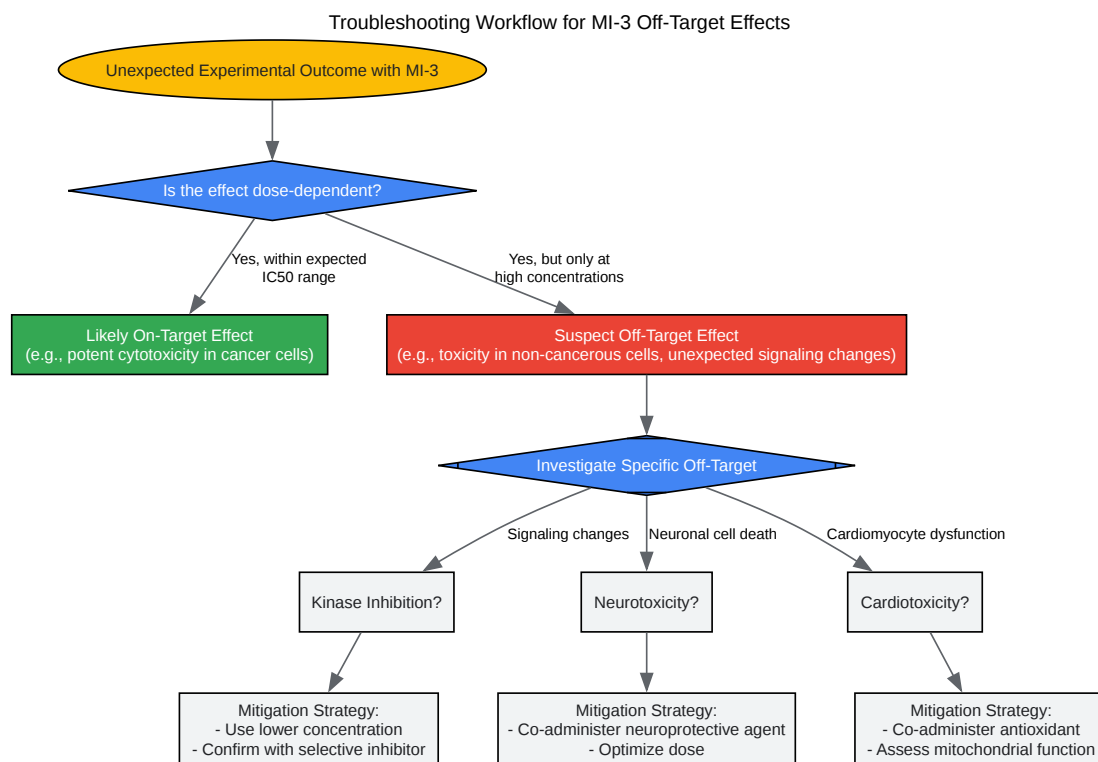 Troubleshooting Workflow for MI-3 Off-Target Effects
Unexpected Experimental Outcome with MI-3
Is the effect dose-dependent?
Yes, within expected
IC50 range
Yes, but only at
high concentrations
Likely On-Target Effect
(e.g., potent cytotoxicity in cancer cells)
Suspect Off-Target Effect
(e.g., toxicity in non-cancerous cells, unexpected signaling changes)
Investigate Specific Off-Target
Signaling changes
Neuronal cell death
Cardiomyocyte dysfunction
Kinase Inhibition?
Neurotoxicity?
Cardiotoxicity?
Mitigation Strategy:
- Use lower concentration
- Confirm with selective inhibitor
Mitigation Strategy:
- Co-administer neuroprotective agent
- Optimize dose
Mitigation Strategy:
- Co-administer antioxidant
- Assess mitochondrial function